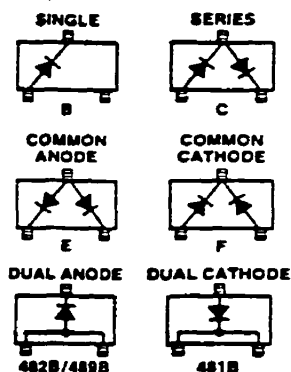 SINGLE SERIES
B C
COMMON ANODE COMMON CATHODE
E F
DUAL ANODE DUAL CATHODE
482B/489B 481B